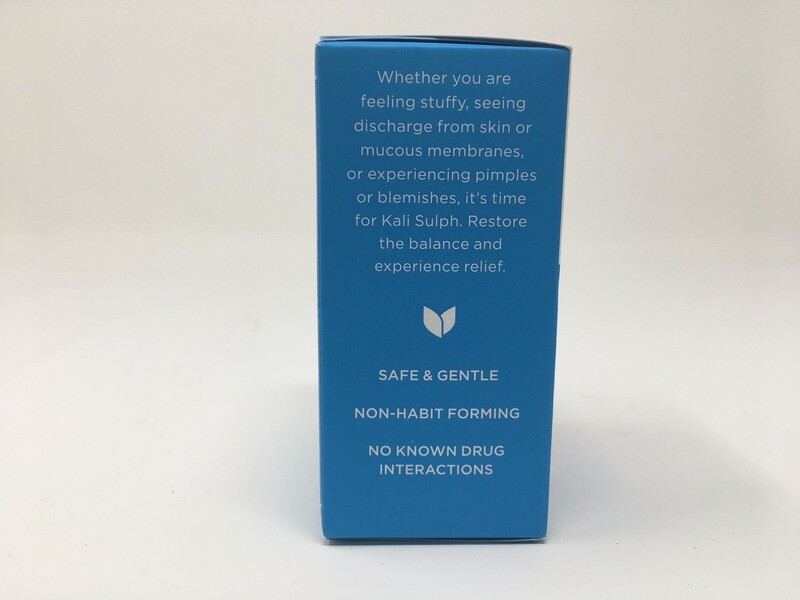 Whether you are
feeling stuffy, seeing
discharge from skin or
mucous membranes,
or experiencing pimples
or blemishes, it's time
for Kali Sulph. Restore
the balance and
experience relief.
SAFE & GENTLE
NON-HABIT FORMING
NO KNOWN DRUG
INTERACTIONS